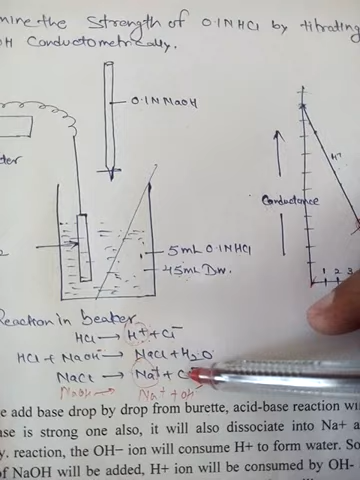 mine the Strength of 0.1N HCl by titrating
OH Conductometrically.
0.1N NaOH
ter
H+
Conductance
5mL 0.1N HCl
45mL Dw.
1 2 3
Reaction in beaker
HCl → H+ + Cl-
HCl + NaOH → NaCl + H2O
NaCl → Na+ + C
NaOH → Na+ + OH
e add base drop by drop from burette, acid-base reaction wi
ase is strong one also, it will also dissociate into Na+ a
y. reaction, the OH− ion will consume H+ to form water. So
of NaOH will be added, H+ ion will be consumed by OH-